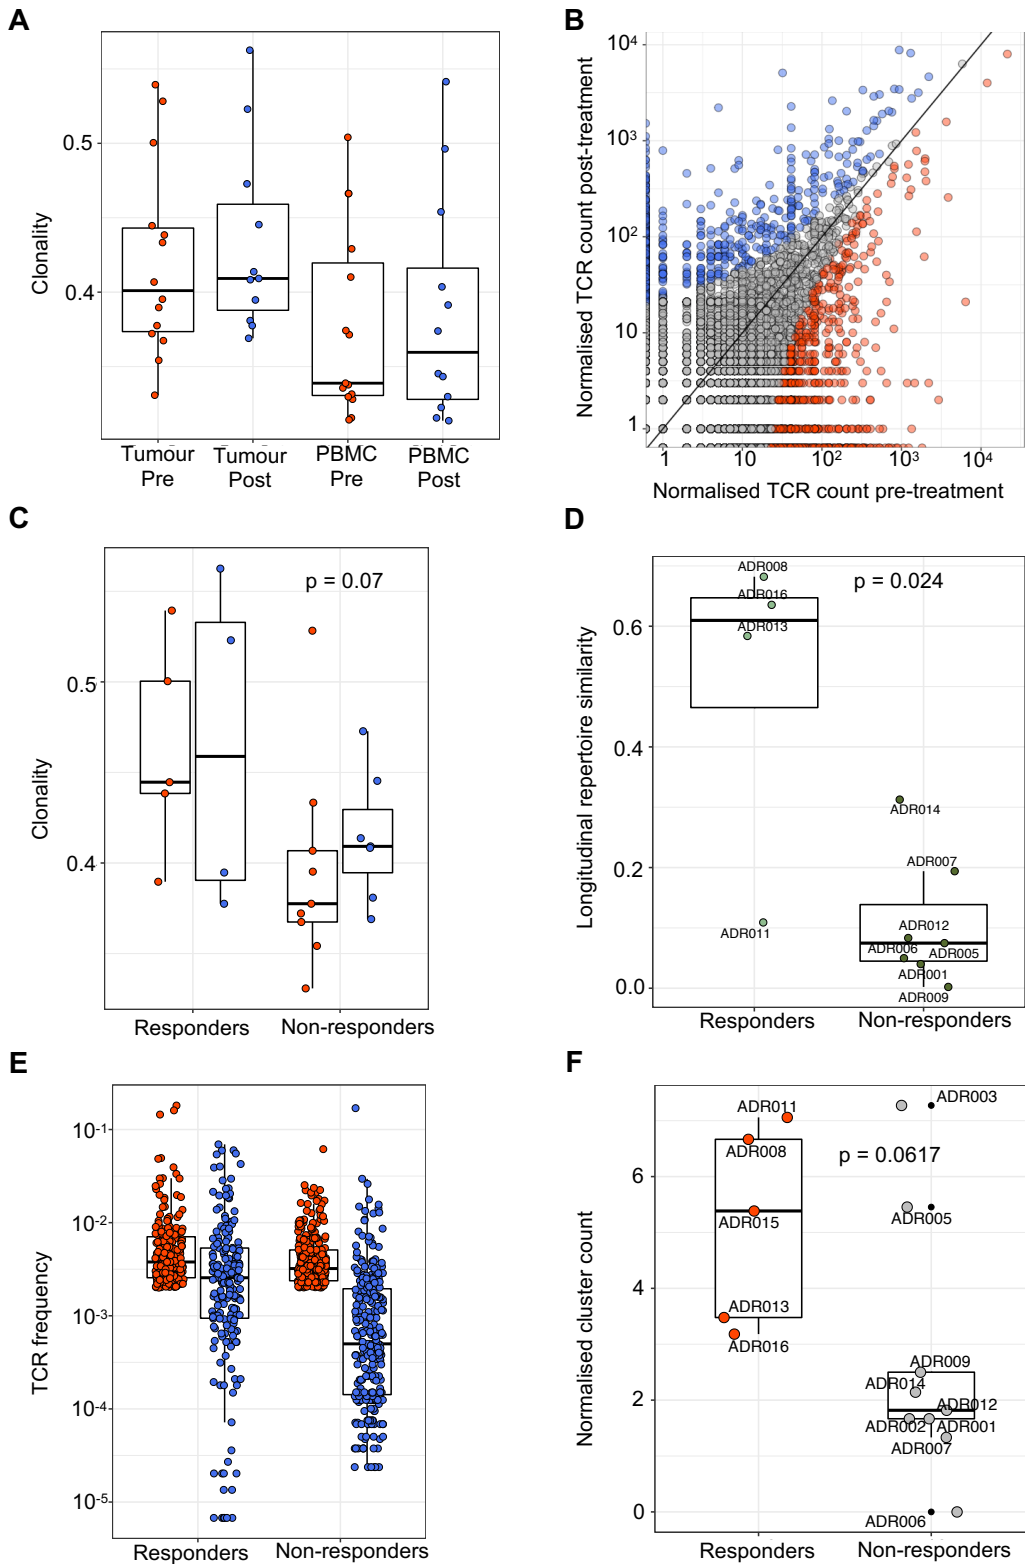 A
Clonality
0.5
0.4
Tumour Pre
Tumour Post
PBMC Pre
PBMC Post
B
Normalised TCR count post-treatment
10⁴
10³
10²
10
1
1
10
10²
10³
10⁴
Normalised TCR count pre-treatment
C
p = 0.07
Clonality
0.5
0.4
Responders
Non-responders
D
p = 0.024
Longitudinal repertoire similarity
0.6
0.4
0.2
0.0
ADR008
ADR016
ADR013
ADR011
ADR014
ADR007
ADR012
ADR006
ADR005
ADR001
ADR009
Responders
Non-responders
E
TCR frequency
10⁻¹
10⁻²
10⁻³
10⁻⁴
10⁻⁵
Responders
Non-responders
F
p = 0.0617
Normalised cluster count
6
4
2
0
ADR011
ADR008
ADR015
ADR013
ADR016
ADR003
ADR005
ADR009
ADR014
ADR012
ADR002
ADR001
ADR007
ADR006
Responders
Non-responders